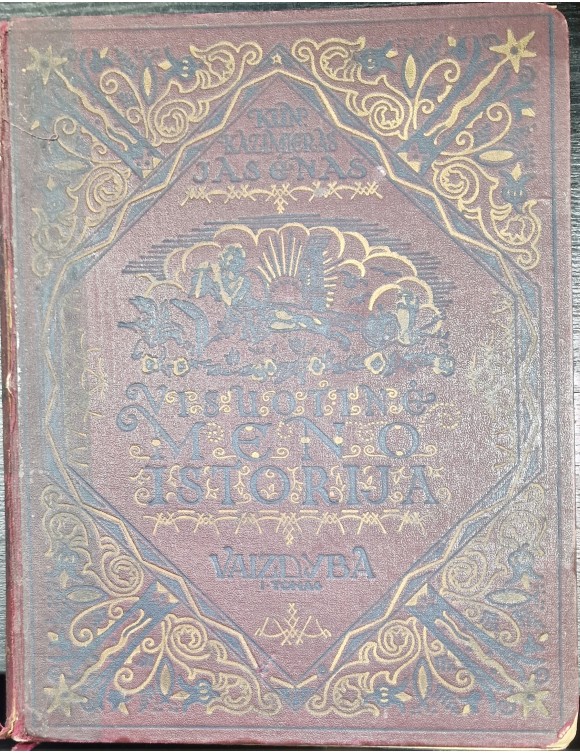 KUN.
KAZIMIERAS
JASĖNAS
VISUOTINĖ
MENO
ISTORIJA
VAIZDYBA
I TOMAS